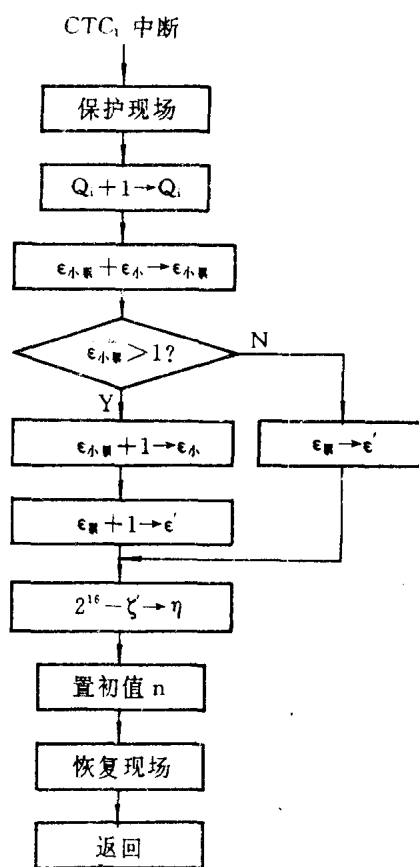 CTC₁ 中断
保护现场
Qᵢ+1→Qᵢ
ε小累+ε小→ε小累
ε小累>1?
N
Y
ε小累+1→ε小
ε累→ε′
ε累+1→ε′
2¹⁶-ζ′→η
置初值 n
恢复现场
返回